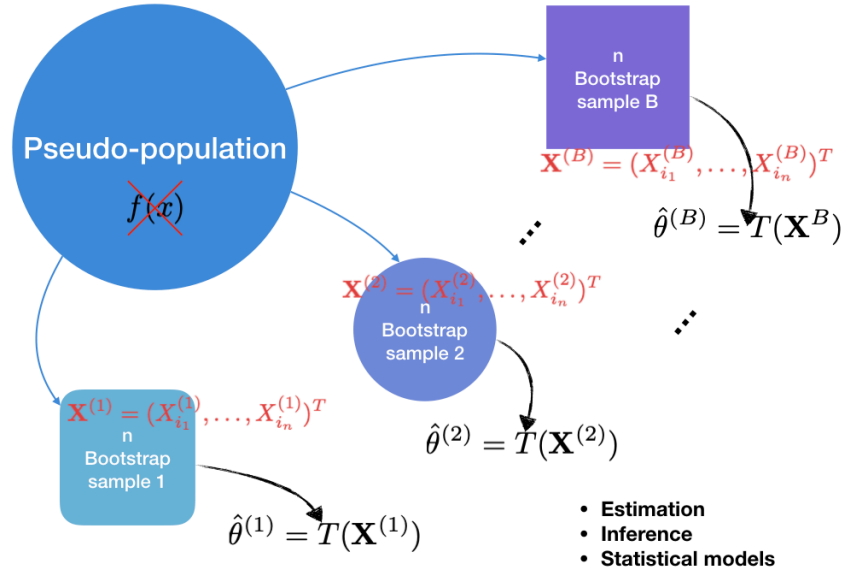 n
Bootstrap
sample B
Pseudo-population
f(x)
𝐗^{(B)} = (X_{i_1}^{(B)}, . . . , X_{i_n}^{(B)})^T
θ̂^{(B)} = T(𝐗^B)
𝐗^{(2)} = (X_{i_1}^{(2)}, . . . , X_{i_n}^{(2)})^T
n
Bootstrap
sample 2
θ̂^{(2)} = T(𝐗^{(2)})
𝐗^{(1)} = (X_{i_1}^{(1)}, . . . , X_{i_n}^{(1)})^T
n
Bootstrap
sample 1
θ̂^{(1)} = T(𝐗^{(1)})
• Estimation
• Inference
• Statistical models